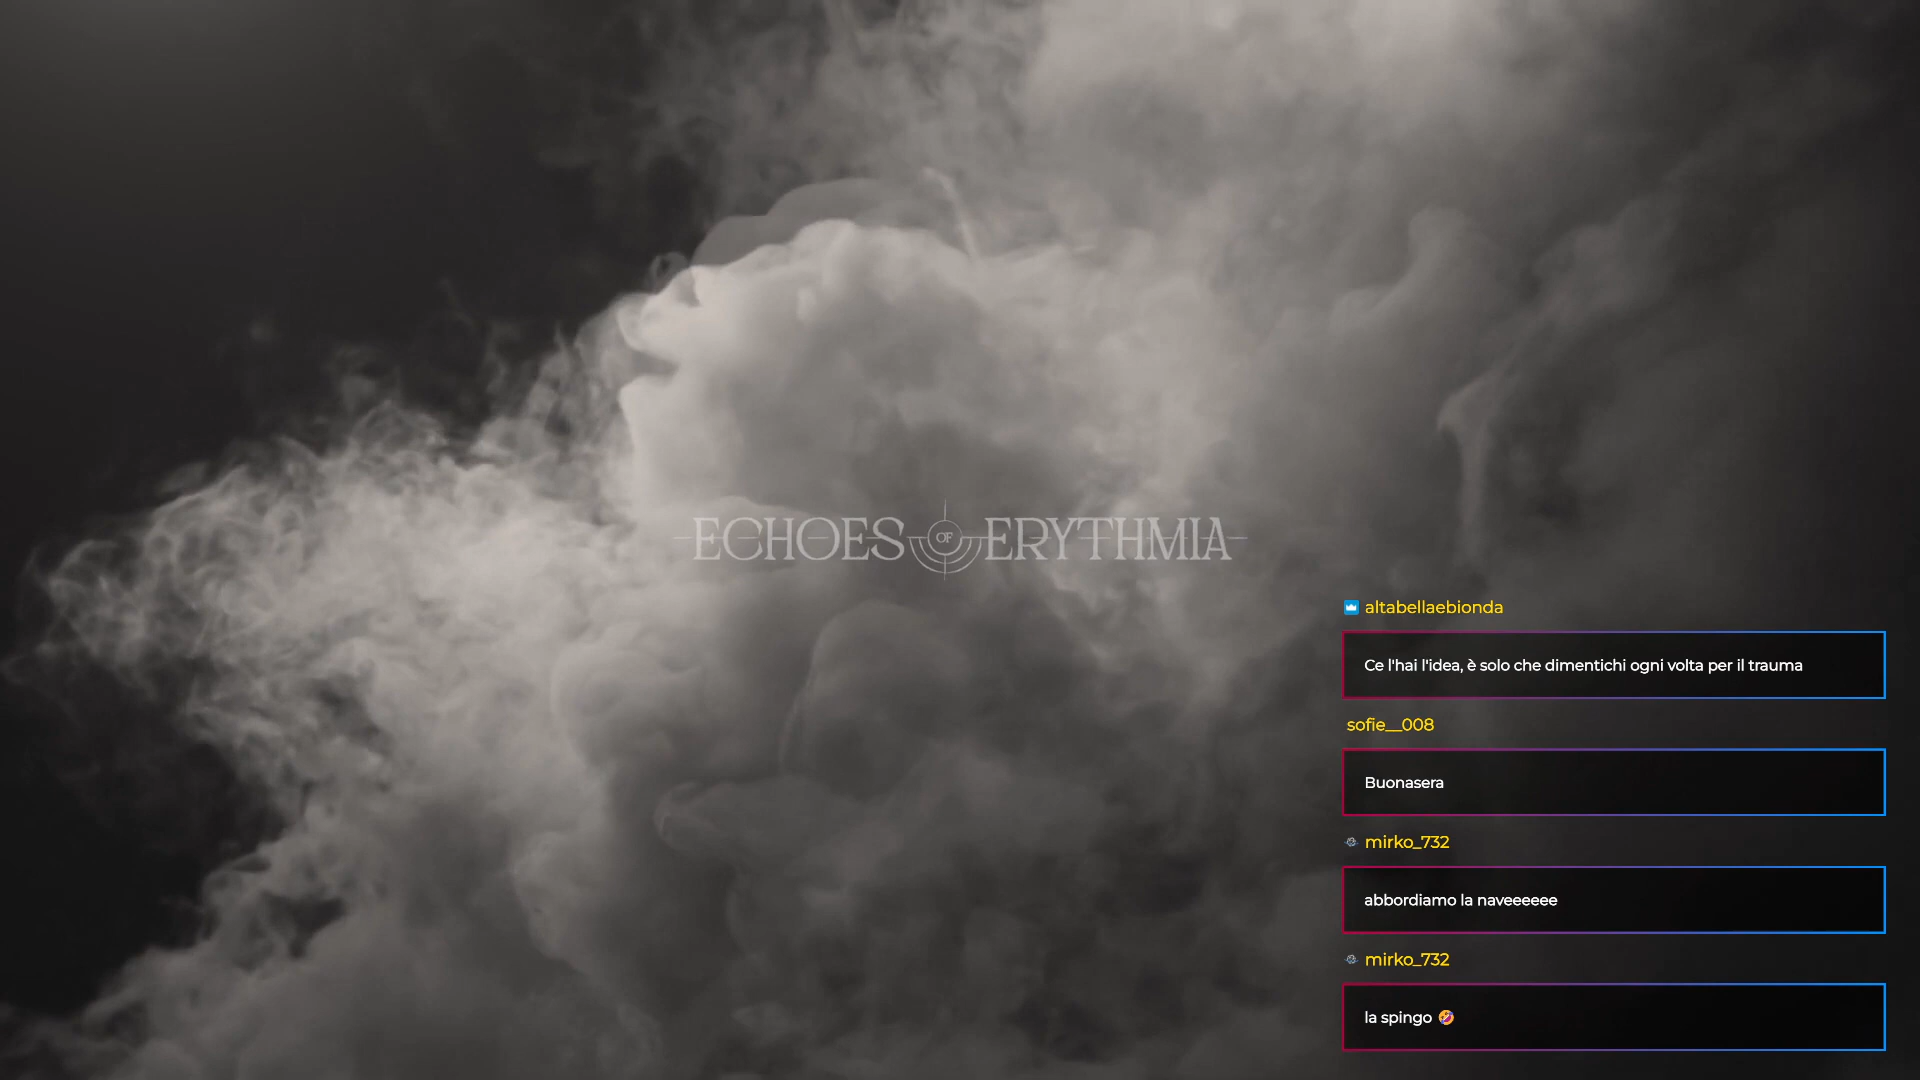 ECHOES OF ERYTHMIA
altabellaebionda
Ce l'hai l'idea, è solo che dimentichi ogni volta per il trauma
sofie__008
Buonasera
mirko_732
abbordiamo la naveeeeee
mirko_732
la spingo 🤣